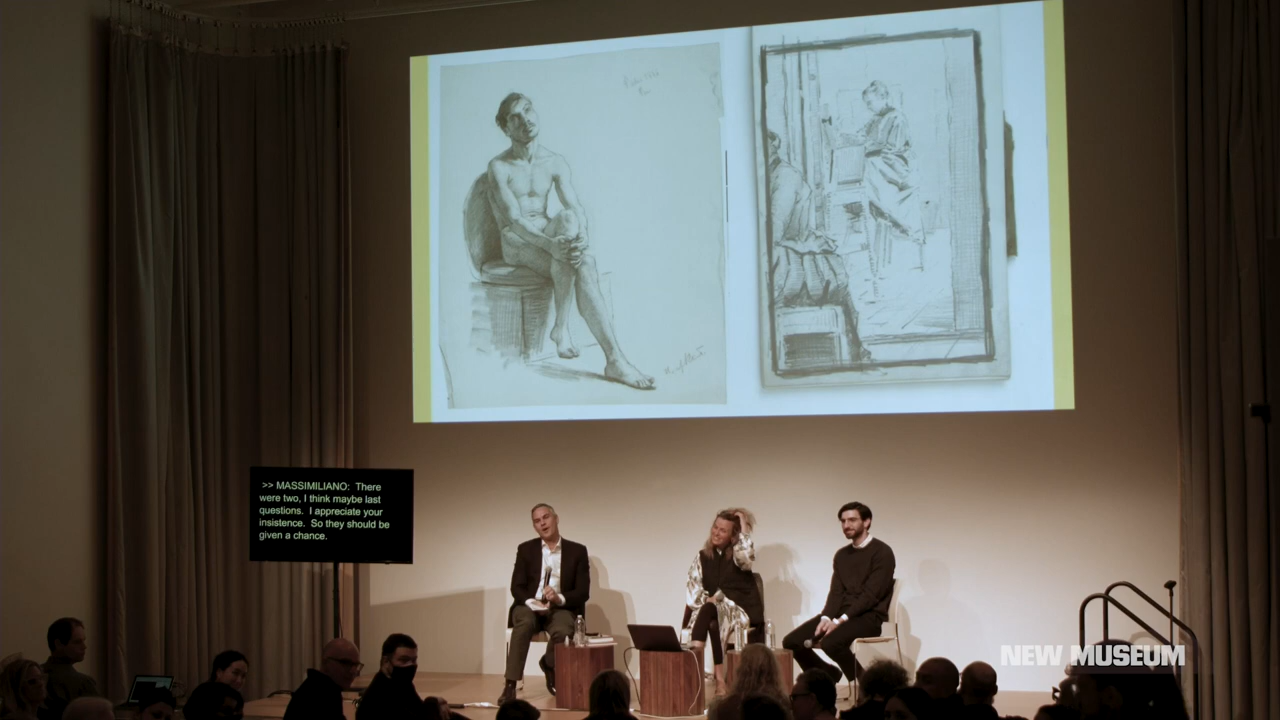 >> MASSIMILIANO: There
were two, I think maybe last
questions. I appreciate your
insistence. So they should be
given a chance.
NEW MUSEUM